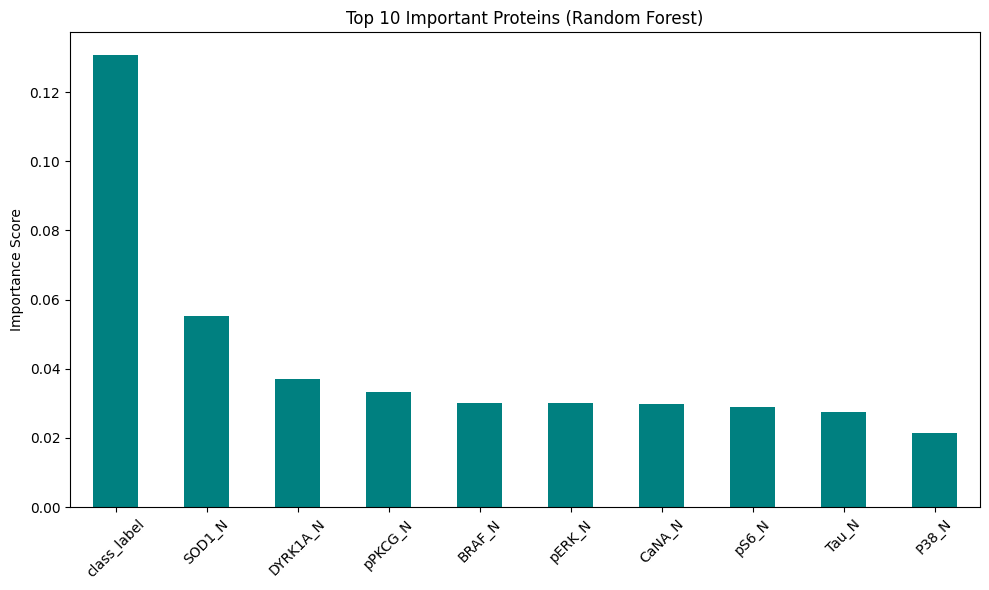 Top 10 Important Proteins (Random Forest)
Importance Score
0.12
0.10
0.08
0.06
0.04
0.02
0.00
class_label
SOD1_N
DYRK1A_N
pPKCG_N
BRAF_N
pERK_N
CaNA_N
pS6_N
Tau_N
P38_N